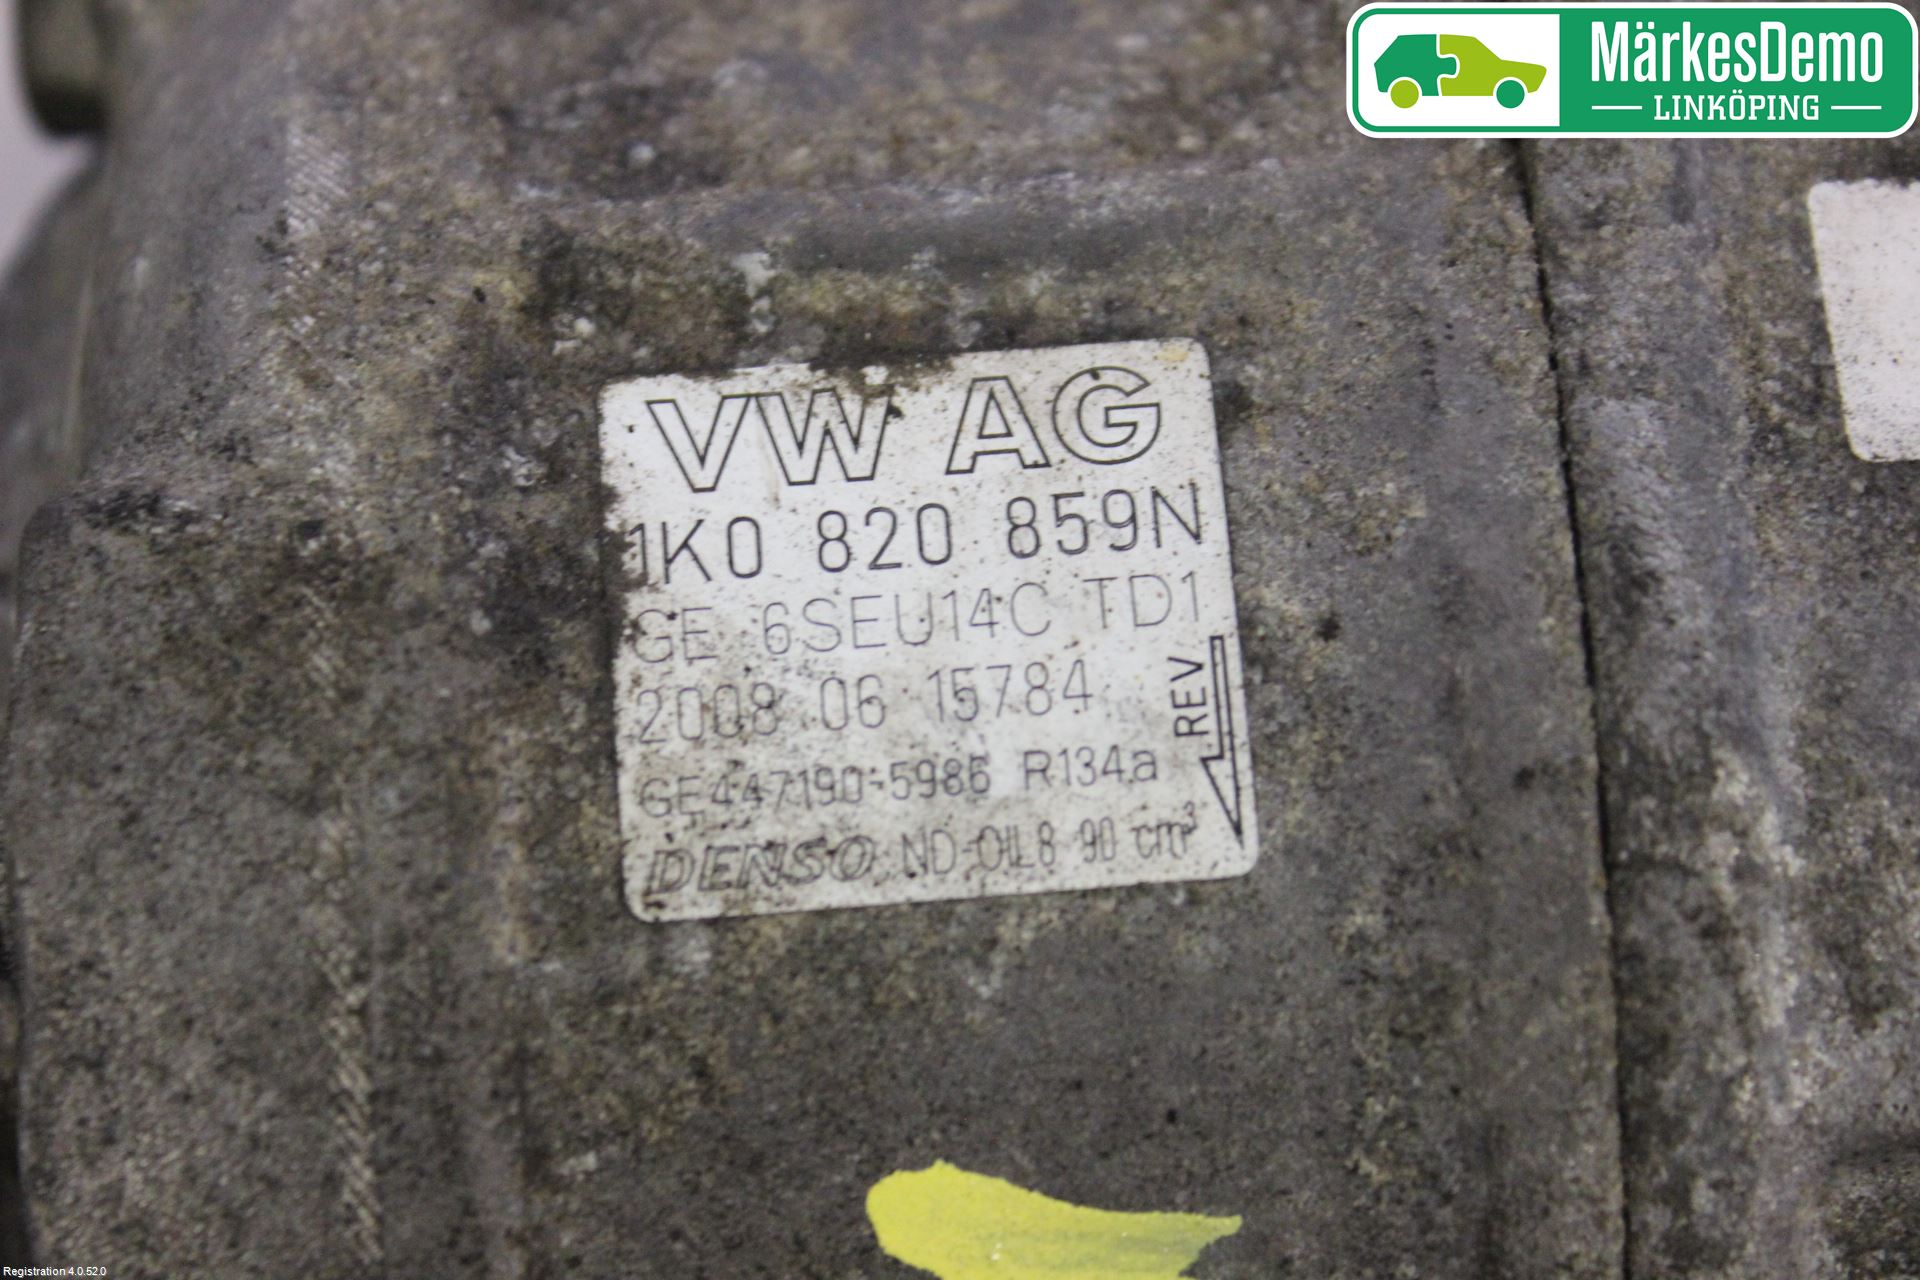 MärkesDemo
LINKÖPING
VW AG
1K0 820 859N
GE 6SEU14C TD1
2008 06 15784
REV
GE447190-5986 R134a
DENSO ND-OIL8 90 cm³
Registration 4.0.52.0